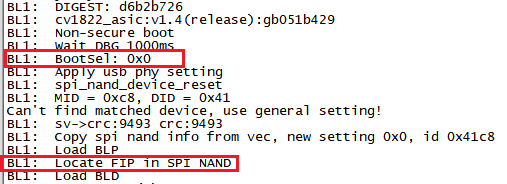 BL1: DIGEST: d6b2b726
BL1: cv1822_asic:v1.4(release):gb051b429
BL1: Non-secure boot
BL1: Wait DBG 1000ms
BL1: BootSel: 0x0
BL1: Apply usb phy setting
BL1: spi_nand_device_reset
BL1: MID = 0xc8, DID = 0x41
Can't find matched device, use general setting!
BL1: sv->crc:9493 crc:9493
BL1: Copy spi nand info from vec, new setting 0x0, id 0x41c8
BL1: Load BLP
BL1: Locate FIP in SPI NAND
BL1: Load BLD